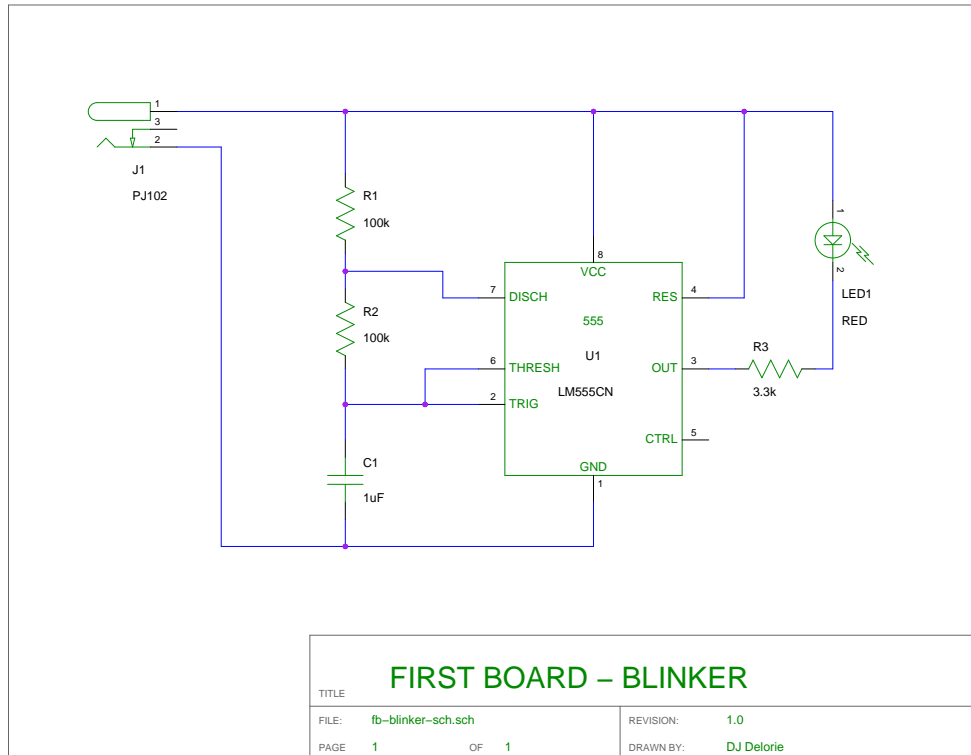 1
3
2
J1
PJ102
R1
100k
R2
100k
C1
1uF
8
VCC
7
DISCH
RES
4
555
U1
6
THRESH
OUT
3
LM555CN
2
TRIG
CTRL
5
GND
1
R3
3.3k
1
2
LED1
RED
TITLE
FIRST BOARD – BLINKER
FILE: fb–blinker–sch.sch
REVISION: 1.0
PAGE 1 OF 1
DRAWN BY: DJ Delorie